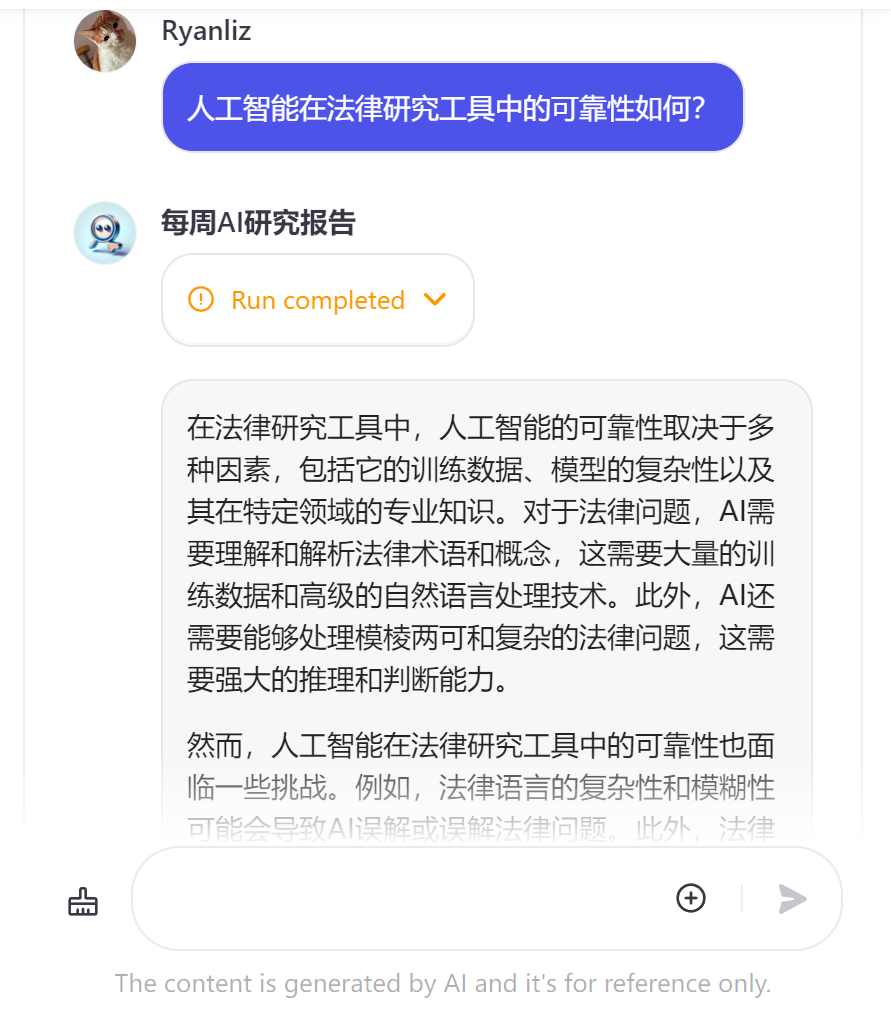 Ryanliz
人工智能在法律研究工具中的可靠性如何?
每周AI研究报告
Run completed
在法律研究工具中，人工智能的可靠性取决于多
种因素，包括它的训练数据、模型的复杂性以及
其在特定领域的专业知识。对于法律问题，AI需
要理解和解析法律术语和概念，这需要大量的训
练数据和高级的自然语言处理技术。此外，AI还
需要能够处理模棱两可和复杂的法律问题，这需
要强大的推理和判断能力。
然而，人工智能在法律研究工具中的可靠性也面
临一些挑战。例如，法律语言的复杂性和模糊性
可能会导致AI误解或误解法律问题。此外，法律
The content is generated by AI and it's for reference only.